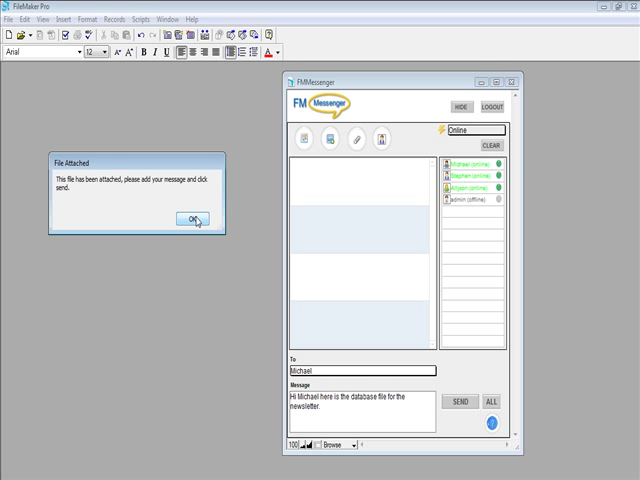 FileMaker Pro
File Edit View Insert Format Records Scripts Window Help
Arial 12 B I U
FMMessenger
FM Messenger
HIDE LOGOUT
Online
CLEAR
Michael (online)
Stephen (online)
Allyson (online)
admin (offline)
File Attached
This file has been attached, please add your message and click
send.
OK
To
Michael
Message
Hi Michael here is the database file for the
newsletter.
SEND ALL
100 Browse